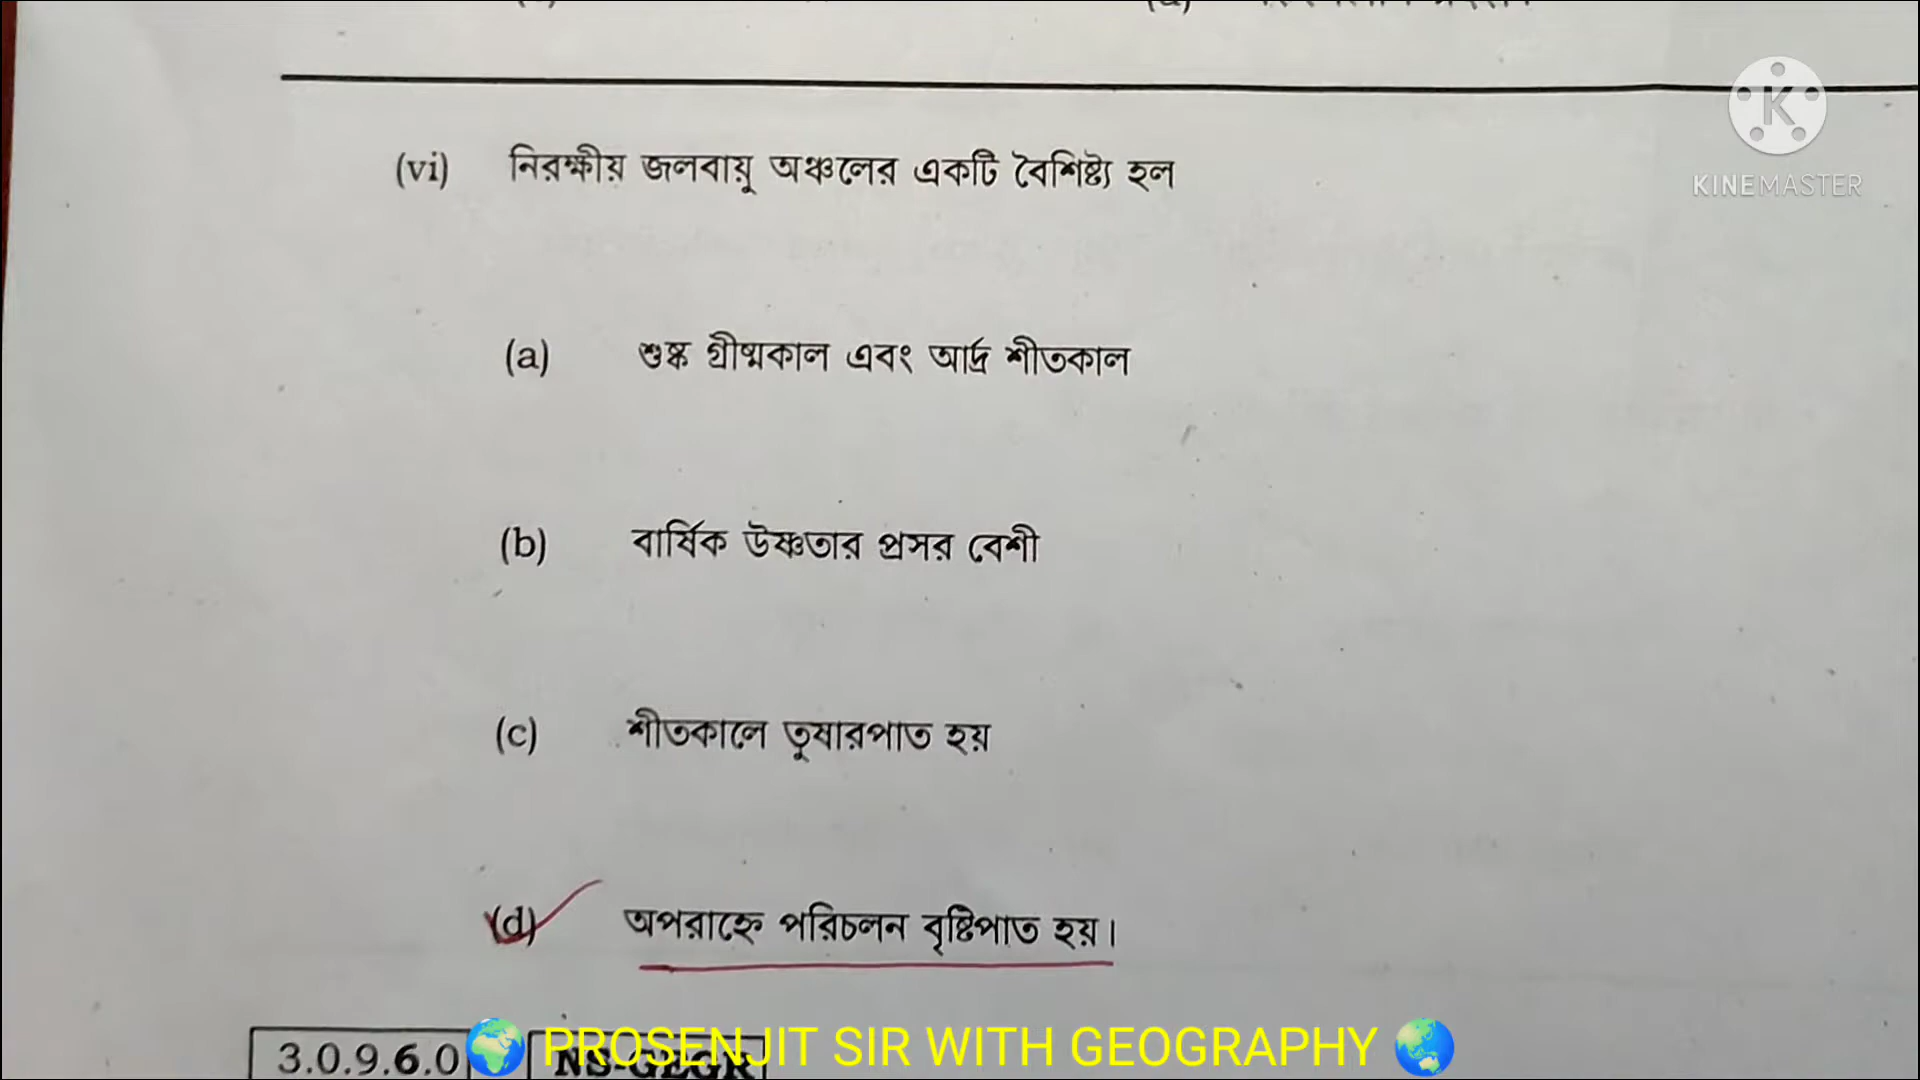 KINEMASTER
(vi) নিরক্ষীয় জলবায়ু অঞ্চলের একটি বৈশিষ্ট্য হল
(a) শুষ্ক গ্রীষ্মকাল এবং আর্দ্র শীতকাল
(b) বার্ষিক উষ্ণতার প্রসর বেশী
(c) শীতকালে তুষারপাত হয়
(d) অপরাহ্নে পরিচলন বৃষ্টিপাত হয়।
3.0.9.6.0
PROSENJIT SIR WITH GEOGRAPHY